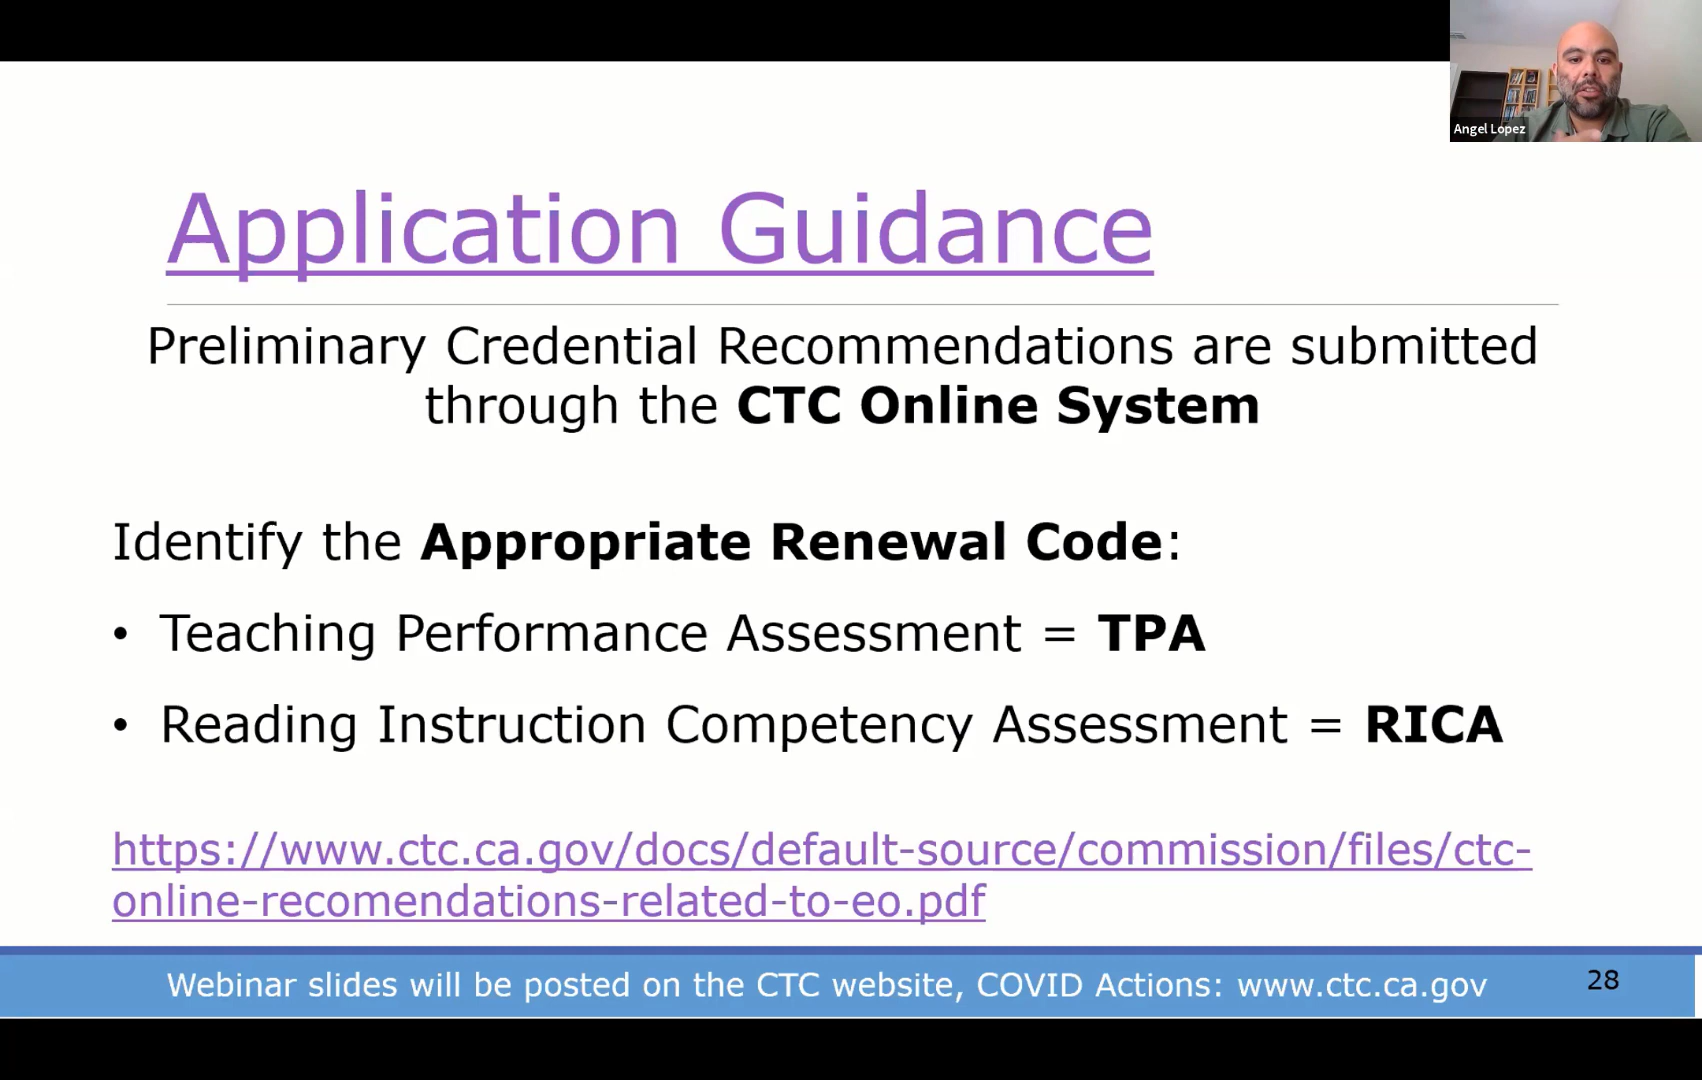 Angel Lopez
Application Guidance
Preliminary Credential Recommendations are submitted
through the CTC Online System
Identify the Appropriate Renewal Code:
• Teaching Performance Assessment = TPA
• Reading Instruction Competency Assessment = RICA
https://www.ctc.ca.gov/docs/default-source/commission/files/ctc-
online-recomendations-related-to-eo.pdf
Webinar slides will be posted on the CTC website, COVID Actions: www.ctc.ca.gov
28